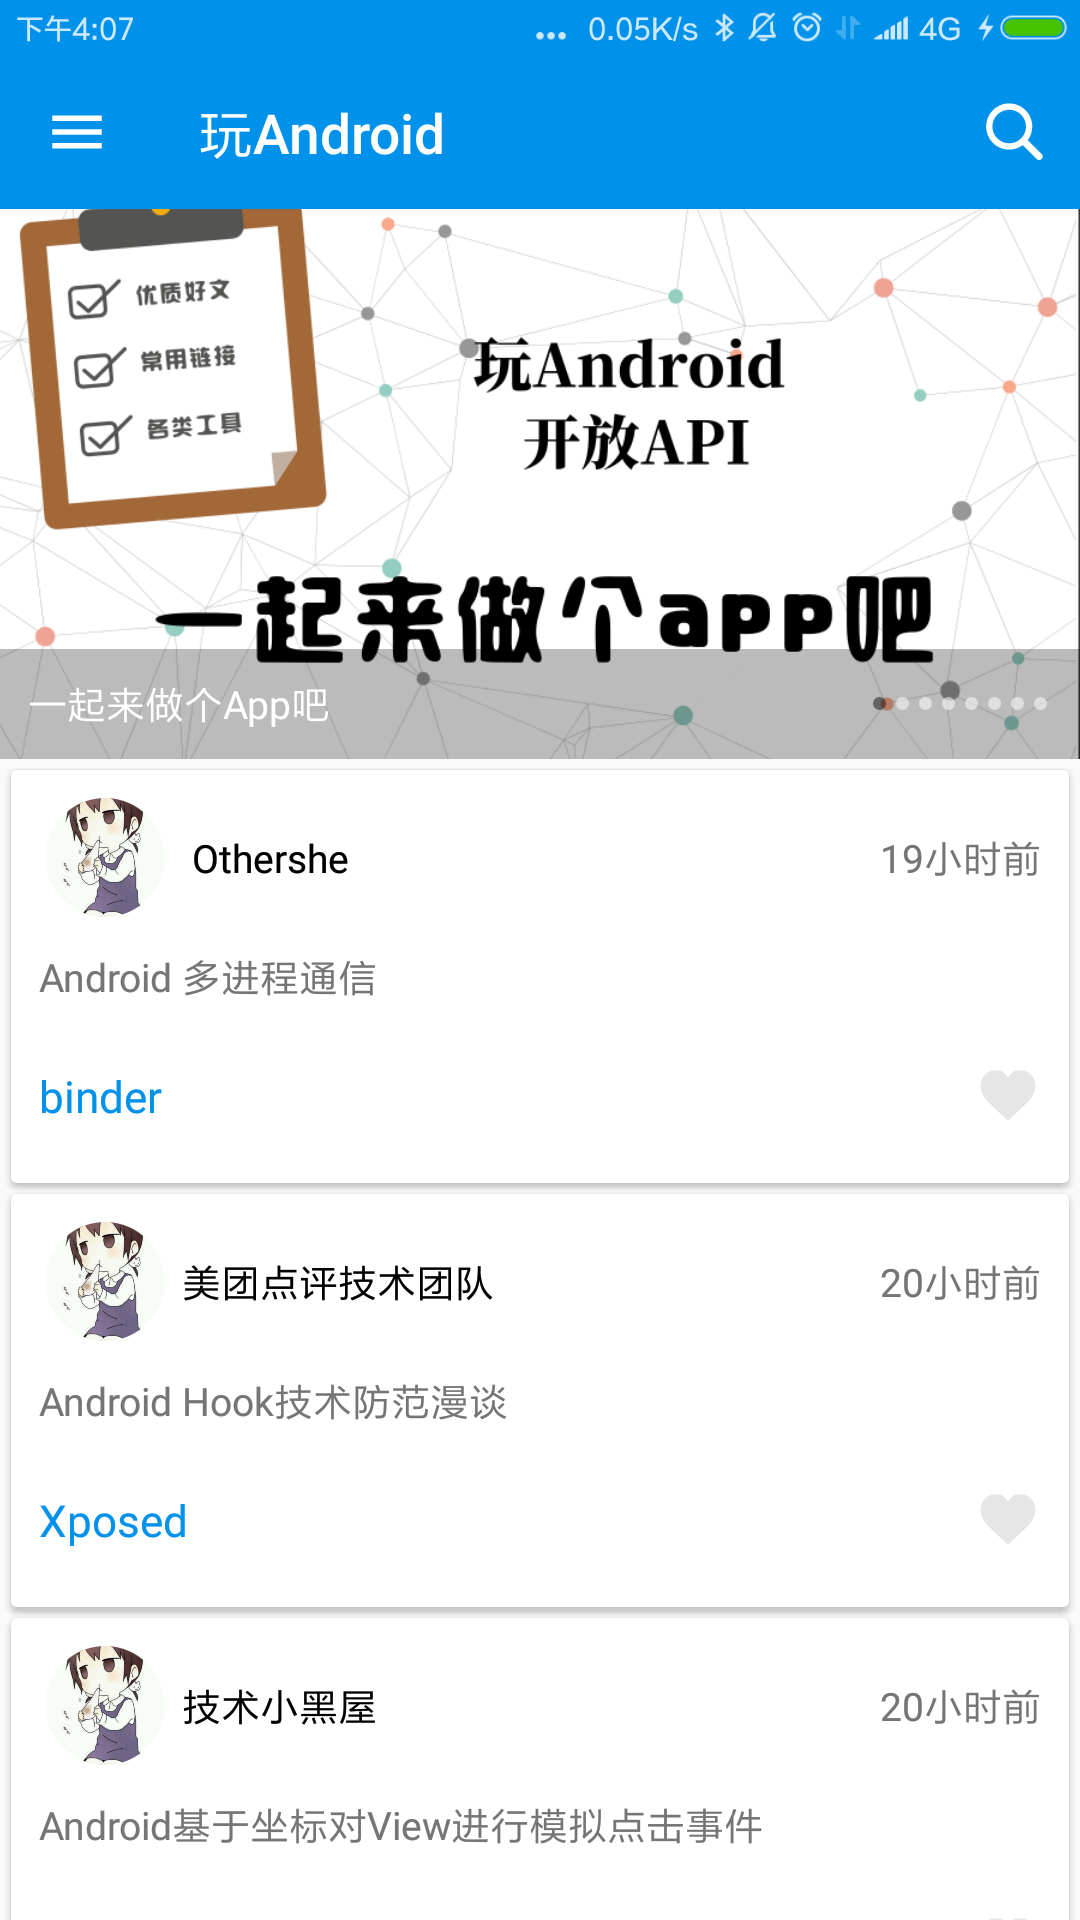 下午4:07
... 0.05K/s 4G
玩Android
优质好文
常用链接
各类工具
玩Android
开放API
一起来做个app吧
一起来做个App吧
Othershe
19小时前
Android 多进程通信
binder
美团点评技术团队
20小时前
Android Hook技术防范漫谈
Xposed
技术小黑屋
20小时前
Android基于坐标对View进行模拟点击事件